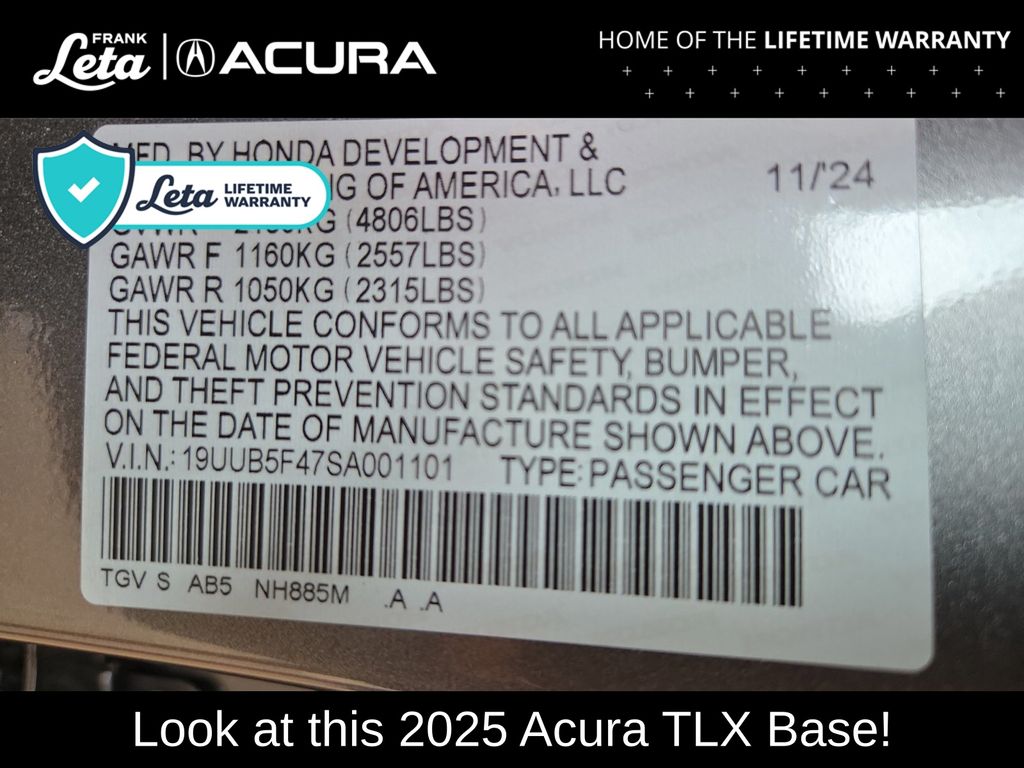 FRANK
Leta
ACURA
HOME OF THE LIFETIME WARRANTY
MFD. BY HONDA DEVELOPMENT &
OF AMERICA, LLC 11/'24
Leta LIFETIME
WARRANTY
(4806LBS)
GAWR F 1160KG (2557LBS)
GAWR R 1050KG (2315LBS)
THIS VEHICLE CONFORMS TO ALL APPLICABLE
FEDERAL MOTOR VEHICLE SAFETY, BUMPER,
AND THEFT PREVENTION STANDARDS IN EFFECT
ON THE DATE OF MANUFACTURE SHOWN ABOVE.
V.I.N.: 19UUB5F47SA001101 TYPE: PASSENGER CAR
TGV S AB5 NH885M .A .A
Look at this 2025 Acura TLX Base!